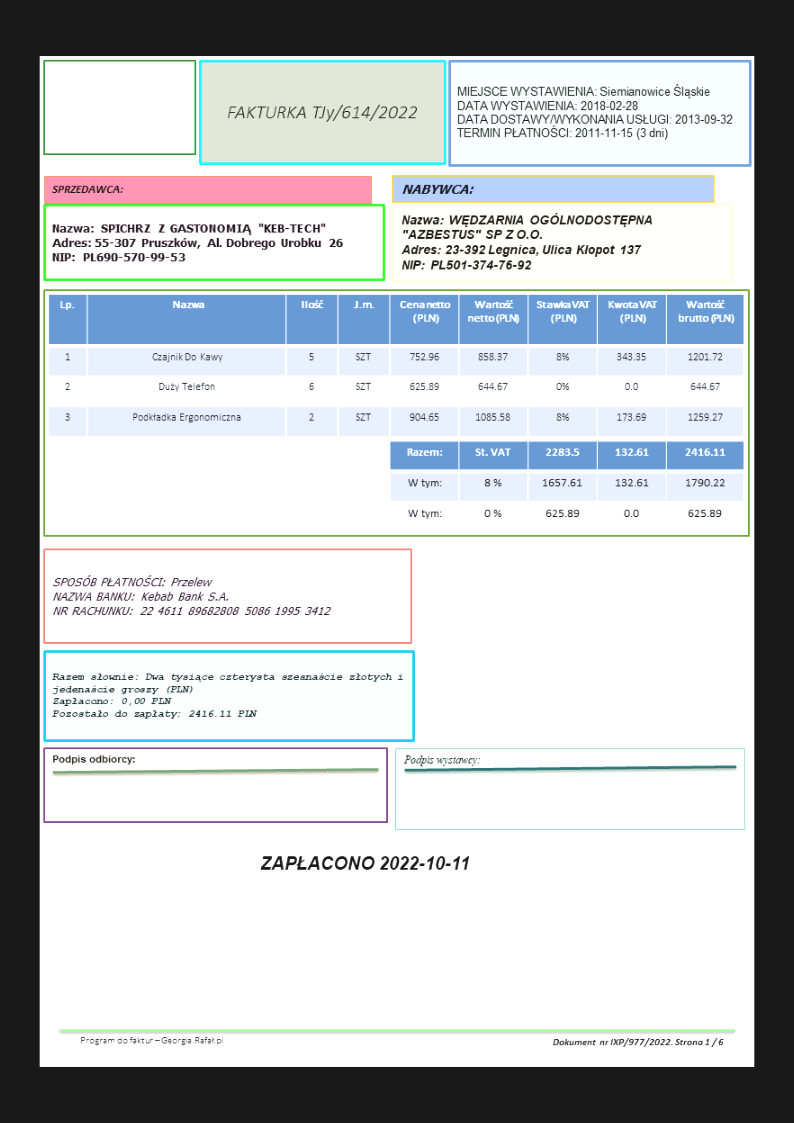 FAKTURKA TJy/614/2022
MIEJSCE WYSTAWIENIA: Siemianowice Śląskie
DATA WYSTAWIENIA: 2018-02-28
DATA DOSTAWY/WYKONANIA USŁUGI: 2013-09-32
TERMIN PŁATNOŚCI: 2011-11-15 (3 dni)
SPRZEDAWCA:
Nazwa: SPICHRZ Z GASTONOMIĄ "KEB-TECH"
Adres: 55-307 Pruszków, Al. Dobrego Urobku 26
NIP: PL690-570-99-53
NABYWCA:
Nazwa: WĘDZARNIA OGÓLNODOSTĘPNA
"AZBESTUS" SP Z O.O.
Adres: 23-392 Legnica, Ulica Kłopot 137
NIP: PL501-374-76-92
Lp. Nazwa Ilość J.m. Cena netto (PLN) Wartość netto (PLN) Stawka VAT (PLN) Kwota VAT (PLN) Wartość brutto (PLN)
1 Czajnik Do Kawy 5 SZT 752.96 858.37 8% 343.35 1201.72
2 Duży Telefon 6 SZT 625.89 644.67 0% 0.0 644.67
3 Podkładka Ergonomiczna 2 SZT 904.65 1085.58 8% 173.69 1259.27
Razem: St. VAT 2283.5 132.61 2416.11
W tym: 8 % 1657.61 132.61 1790.22
W tym: 0 % 625.89 0.0 625.89
SPOSÓB PŁATNOŚCI: Przelew
NAZWA BANKU: Kebab Bank S.A.
NR RACHUNKU: 22 4611 89682808 5086 1995 3412
Razem słownie: Dwa tysiące czterysta szesnaście złotych i
jedenaście groszy (PLN)
Zapłacono: 0,00 PLN
Pozostało do zapłaty: 2416.11 PLN
Podpis odbiorcy:
Podpis wystawcy:
ZAPŁACONO 2022-10-11
Program do faktur – Georgia.Rafał.pl
Dokument nr IXP/977/2022. Strona 1 / 6